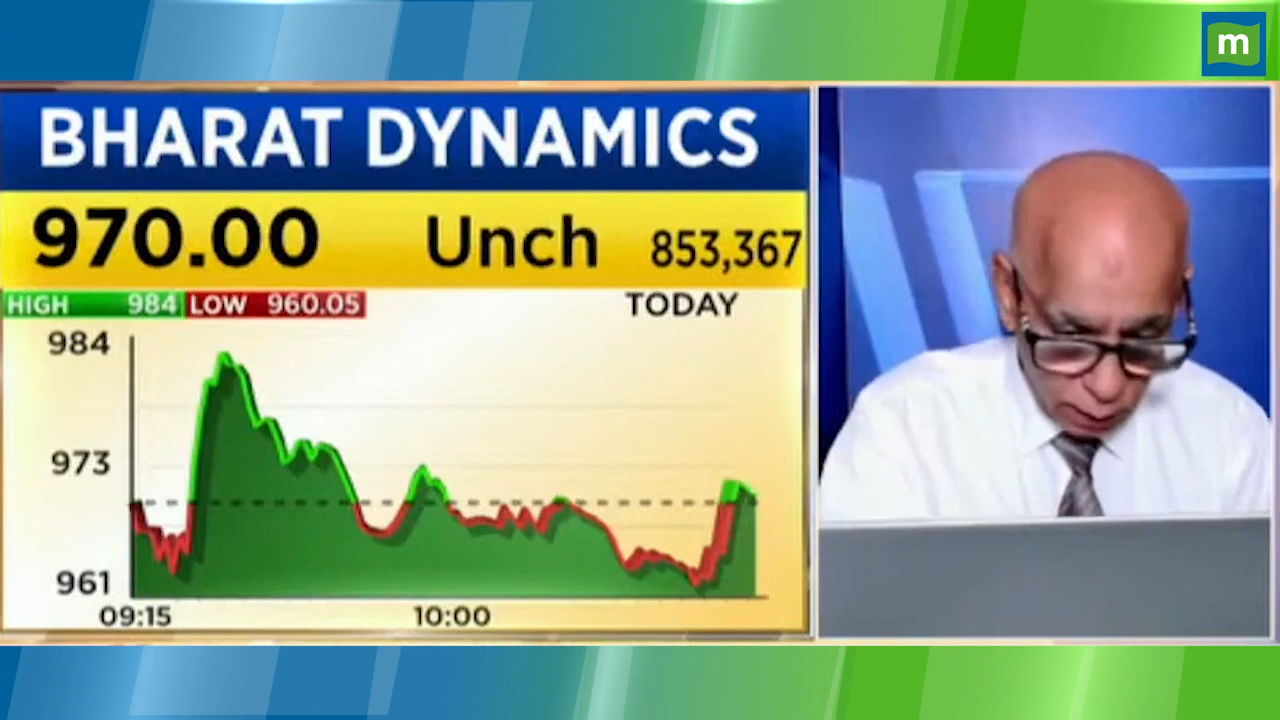 m
BHARAT DYNAMICS
970.00 Unch 853,367
HIGH 984 LOW 960.05 TODAY
984
973
961
09:15 10:00